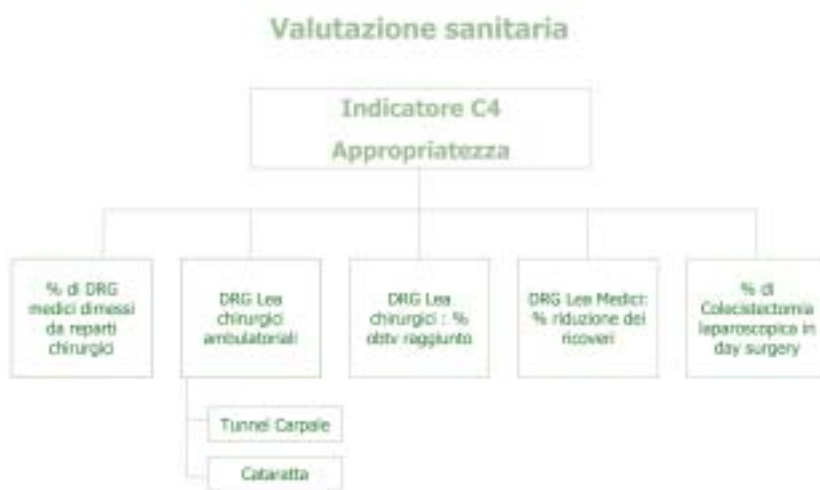 Valutazione sanitaria
Indicatore C4
Appropriatezza
% di DRG
medici dimessi
da reparti
chirurgici
DRG Lea
chirurgici
ambulatoriali
DRG Lea
chirurgici : %
obtv raggiunto
DRG Lea Medici:
% riduzione dei
ricoveri
% di
Colecistectomia
laparoscopica in
day surgery
Tunnel Carpale
Cataratta